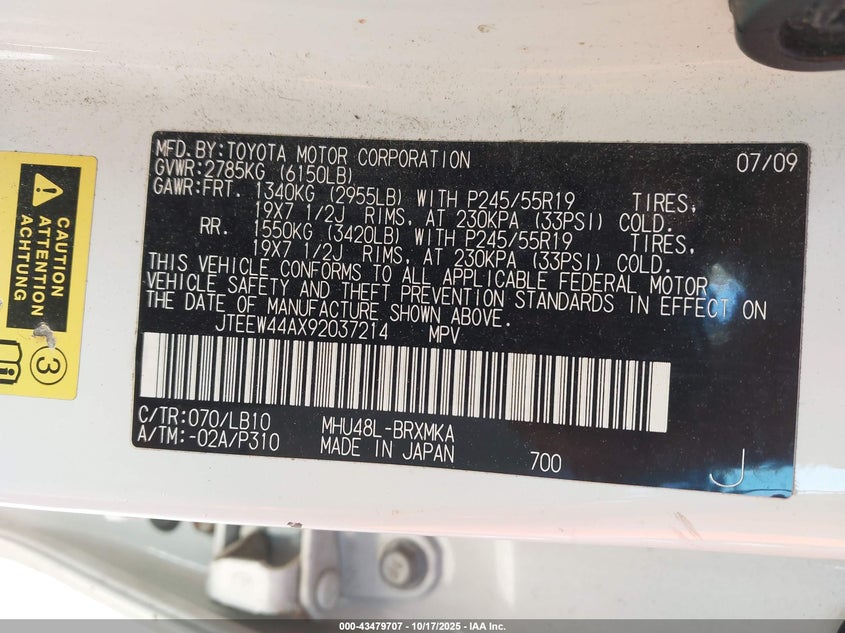 MFD.BY:TOYOTA MOTOR CORPORATION 07/09
GVWR:2785KG (6150LB)
GAWR:FRT. 1340KG (2955LB) WITH P245/55R19 TIRES,
19X7 1/2J RIMS, AT 230KPA (33PSI) COLD.
RR. 1550KG (3420LB) WITH P245/55R19 TIRES,
19X7 1/2J RIMS, AT 230KPA (33PSI) COLD.
THIS VEHICLE CONFORMS TO ALL APPLICABLE FEDERAL MOTOR
VEHICLE SAFETY AND THEFT PREVENTION STANDARDS IN EFFECT ON
THE DATE OF MANUFACTURE SHOWN ABOVE.
JTEEW44AX92037214 MPV
C/TR:070/LB10 MHU48L-BRXMKA
A/TM:-02A/P310 MADE IN JAPAN 700 J
CAUTION
ATTENTION
ACHTUNG
3
000-43479707 - 10/17/2025 - IAA Inc.